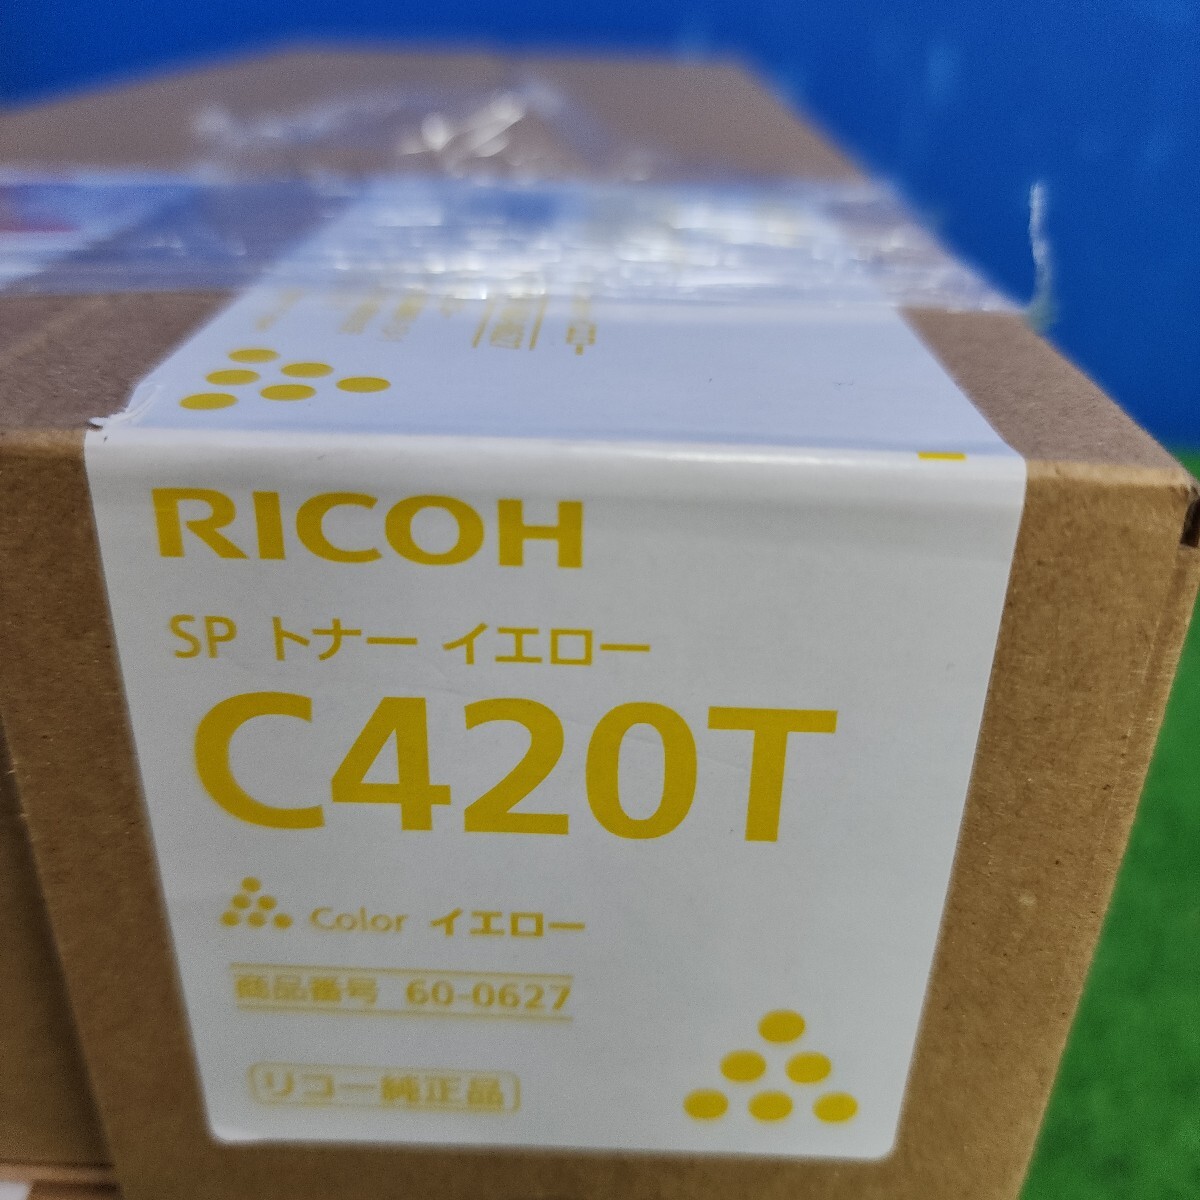 RICOH
SP トナー イエロー
C420T
Color イエロー
商品番号 60-0627
リコー純正品